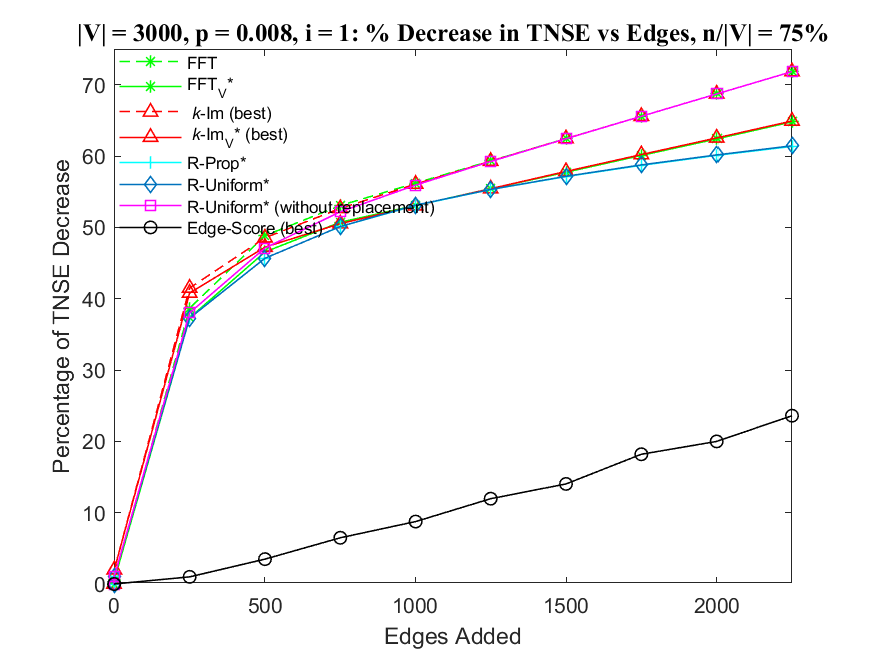 |V| = 3000, p = 0.008, i = 1: % Decrease in TNSE vs Edges, n/|V| = 75%
FFT
FFT_V*
k-Im (best)
k-Im_V* (best)
R-Prop*
R-Uniform*
R-Uniform* (without replacement)
Edge-Score (best)
Percentage of TNSE Decrease
70
60
50
40
30
20
10
0
0 500 1000 1500 2000
Edges Added